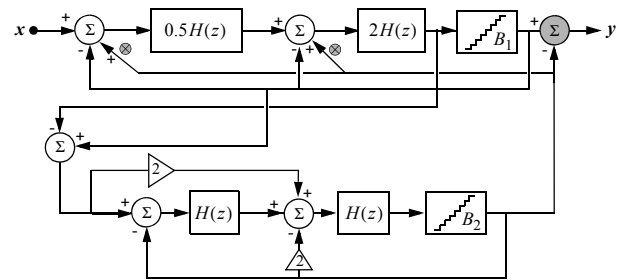 x + Σ + - 0.5H(z) + Σ + - 2H(z) B1 + Σ - y
- Σ +
2
+ Σ - H(z) + + Σ - H(z) B2
2